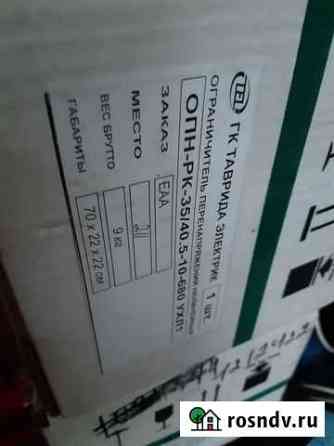 ГК ТАВРИДА ЭЛЕКТРИК
ОГРАНИЧИТЕЛЬ ПЕРЕНАПРЯЖЕНИЙ 1 шт.
ОПН-РК-35/40.5-10-680 УХЛ1
ЗАКАЗ ЕАА
МЕСТО
ВЕС БРУТТО 9 кг
ГАБАРИТЫ 70 х 22 х 22 см
rosndv.ru